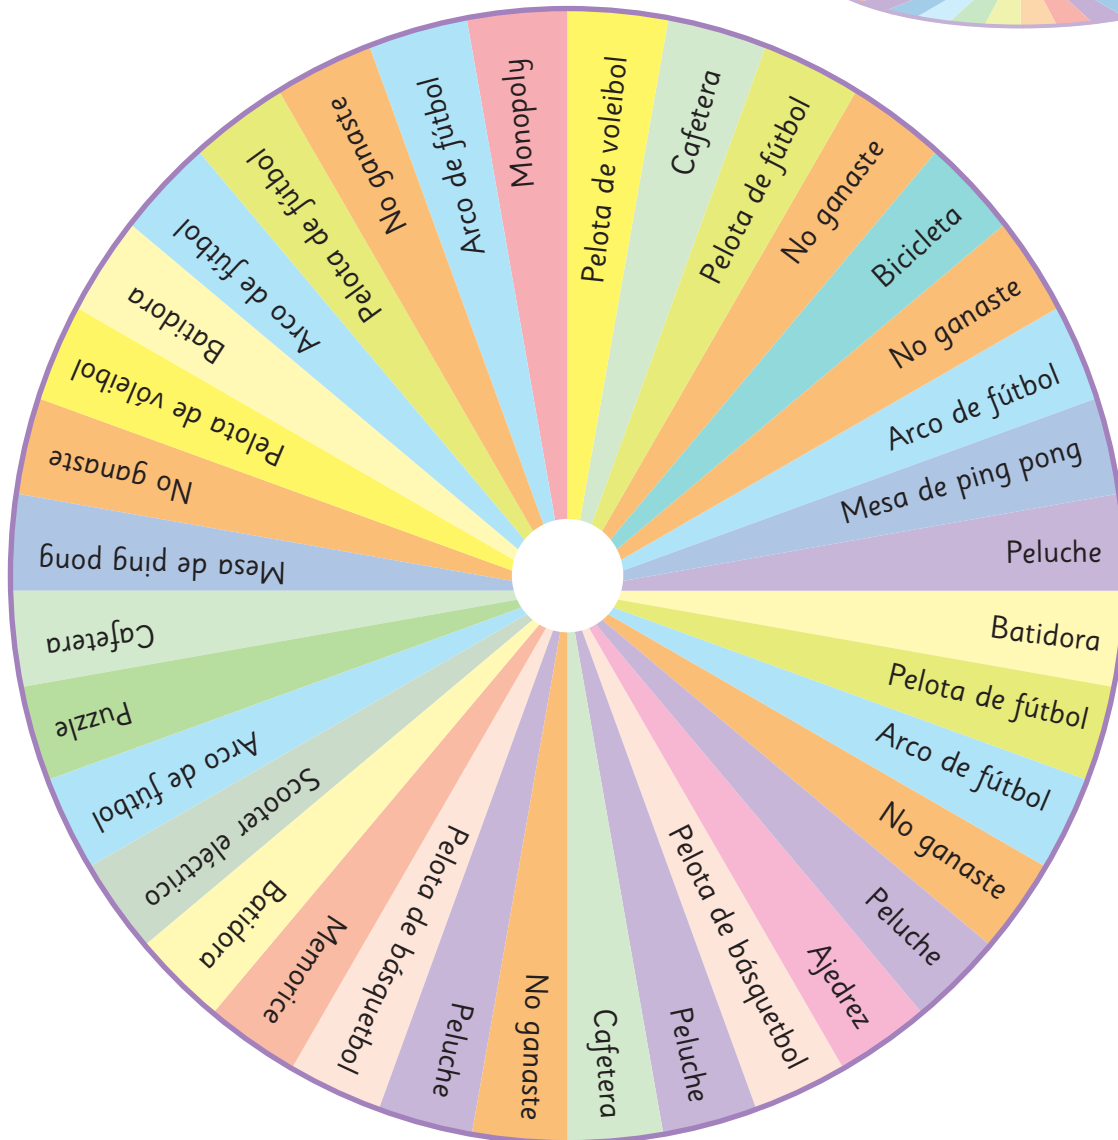 Pelota de voleibol
Cafetera
Pelota de fútbol
No ganaste
Bicicleta
No ganaste
Arco de fútbol
Mesa de ping pong
Peluche
Batidora
Pelota de fútbol
Arco de fútbol
No ganaste
Peluche
Ajedrez
Pelota de básquetbol
Peluche
Cafetera
No ganaste
Peluche
Pelota de básquetbol
Memorice
Batidora
Scooter eléctrico
Arco de fútbol
Puzzle
Cafetera
Mesa de ping pong
No ganaste
Pelota de vóleibol
Batidora
Arco de fútbol
Pelota de fútbol
No ganaste
Arco de fútbol
Monopoly